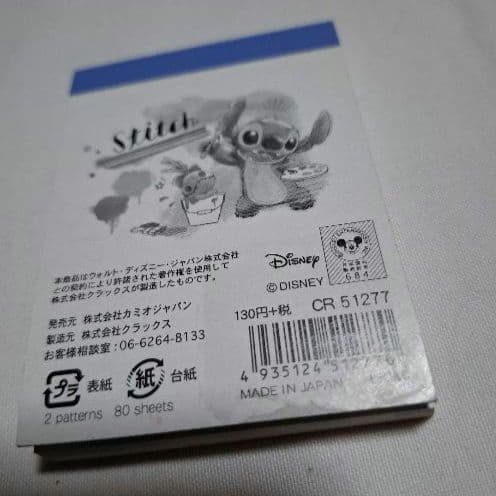 Stitch
本商品はウォルト・ディズニー・ジャパン株式会社
との契約により許諾された著作権を使用して
株式会社クラックスが製造したものです。
発売元 株式会社カミオジャパン
製造元 株式会社クラックス
お客様相談室:06-6264-8133
プラ 表紙 紙 台紙
2 patterns 80 sheets
Disney
© DISNEY
130円+税 CR 51277
4 935124 512
MADE IN JAPAN